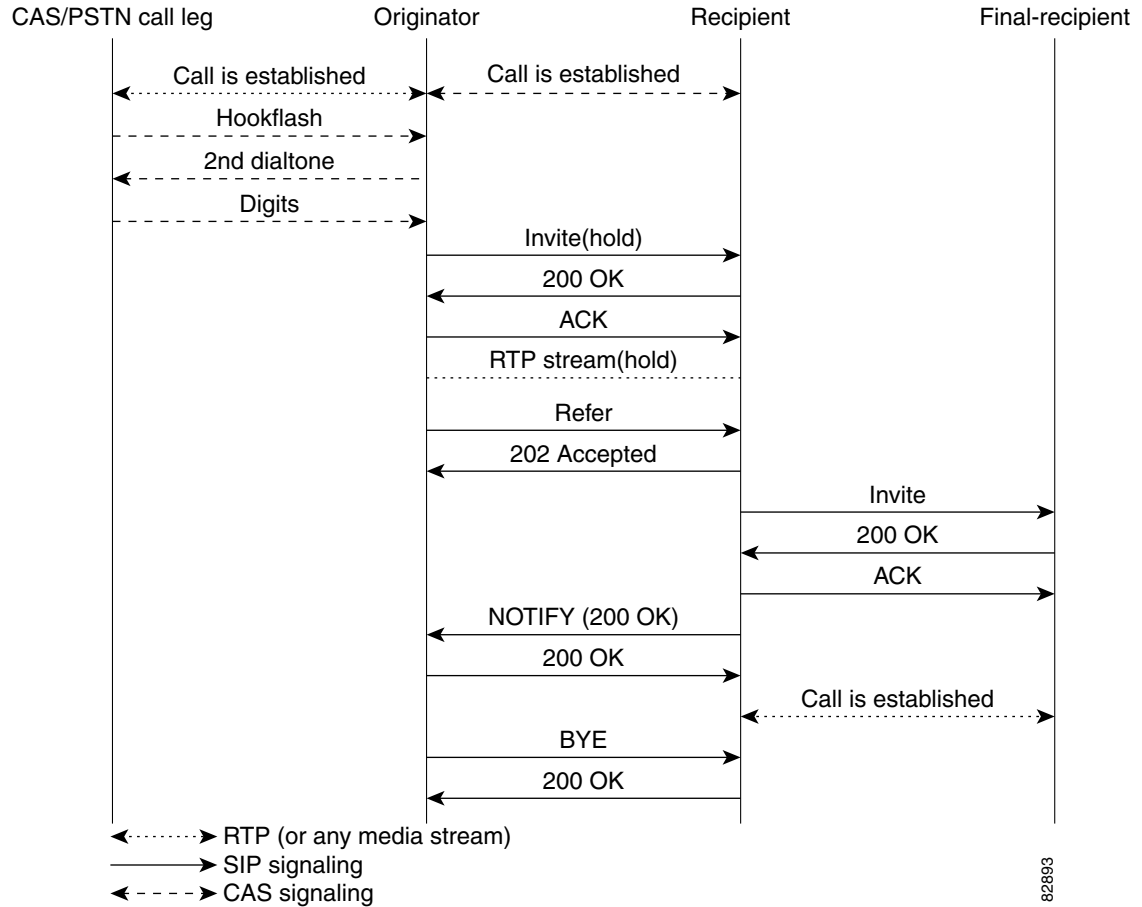 CAS/PSTN call leg
Originator
Recipient
Final-recipient
Call is established
Call is established
Hookflash
2nd dialtone
Digits
Invite(hold)
200 OK
ACK
RTP stream(hold)
Refer
202 Accepted
Invite
200 OK
ACK
NOTIFY (200 OK)
200 OK
Call is established
BYE
200 OK
RTP (or any media stream)
SIP signaling
CAS signaling
82893